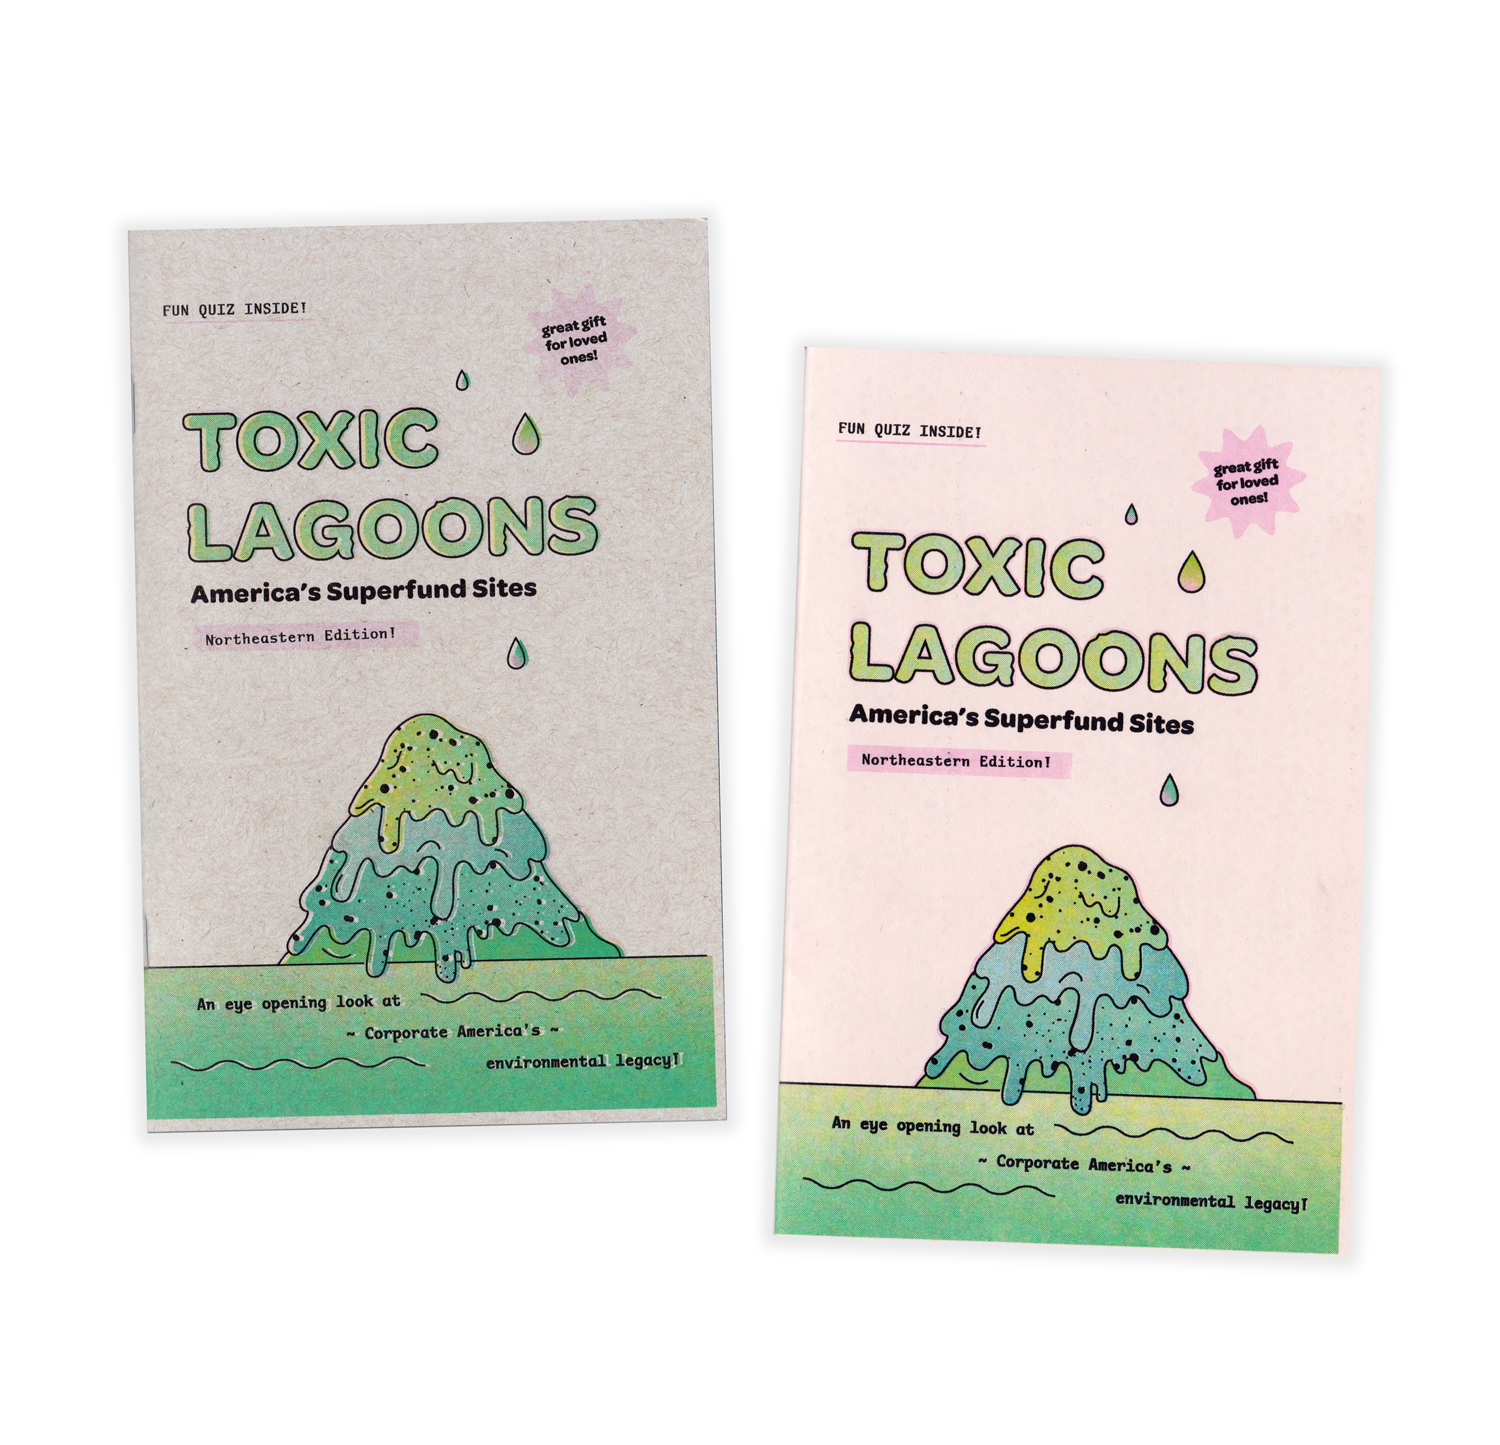 FUN QUIZ INSIDE!
great gift
for loved
ones!
TOXIC
LAGOONS
America's Superfund Sites
Northeastern Edition!
An eye opening look at
~ Corporate America's ~
environmental legacy!
FUN QUIZ INSIDE!
great gift
for loved
ones!
TOXIC
LAGOONS
America's Superfund Sites
Northeastern Edition!
An eye opening look at
~ Corporate America's ~
environmental legacy!